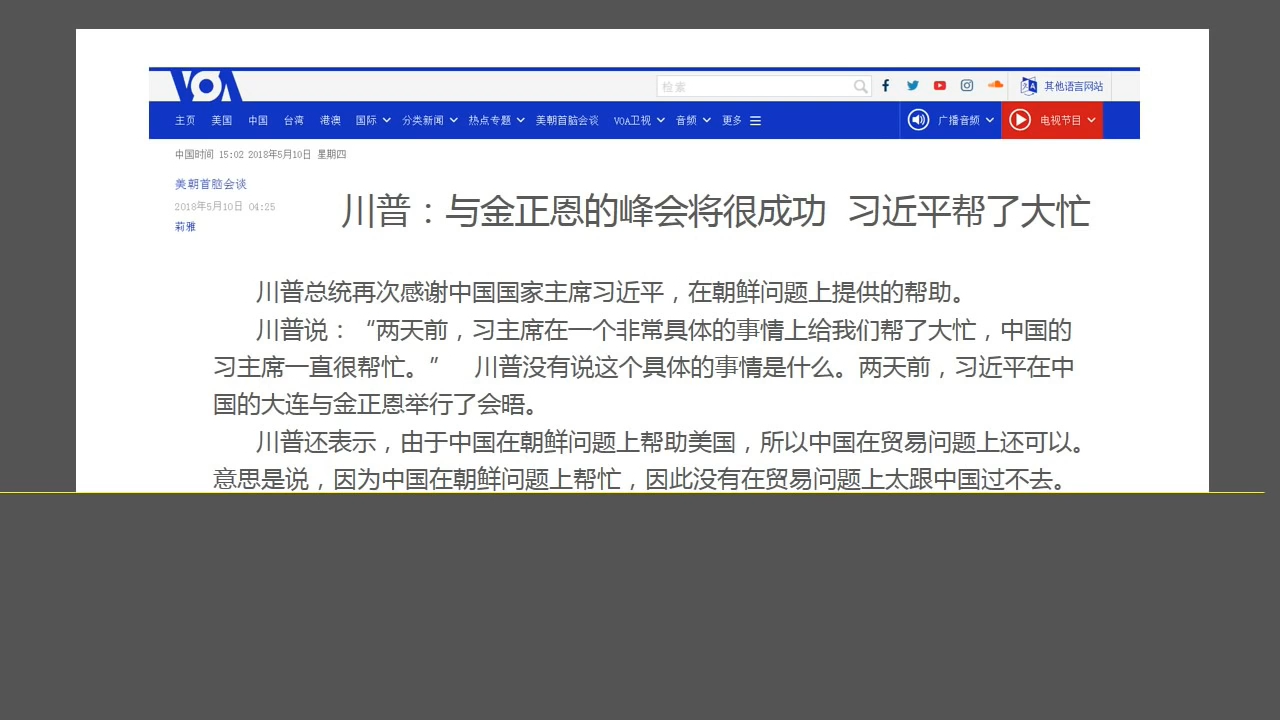 VOA
检索
其他语言网站
主页 美国 中国 台湾 港澳 国际 分类新闻 热点专题 美朝首脑会谈 VOA卫视 音频 更多 广播音频 电视节目
中国时间 15:02 2018年5月10日 星期四
美朝首脑会谈
2018年5月10日 04:25
莉雅
川普：与金正恩的峰会将很成功 习近平帮了大忙
川普总统再次感谢中国国家主席习近平，在朝鲜问题上提供的帮助。
川普说：“两天前，习主席在一个非常具体的事情上给我们帮了大忙，中国的
习主席一直很帮忙。” 川普没有说这个具体的事情是什么。两天前，习近平在中
国的大连与金正恩举行了会晤。
川普还表示，由于中国在朝鲜问题上帮助美国，所以中国在贸易问题上还可以。
意思是说，因为中国在朝鲜问题上帮忙，因此没有在贸易问题上太跟中国过不去。